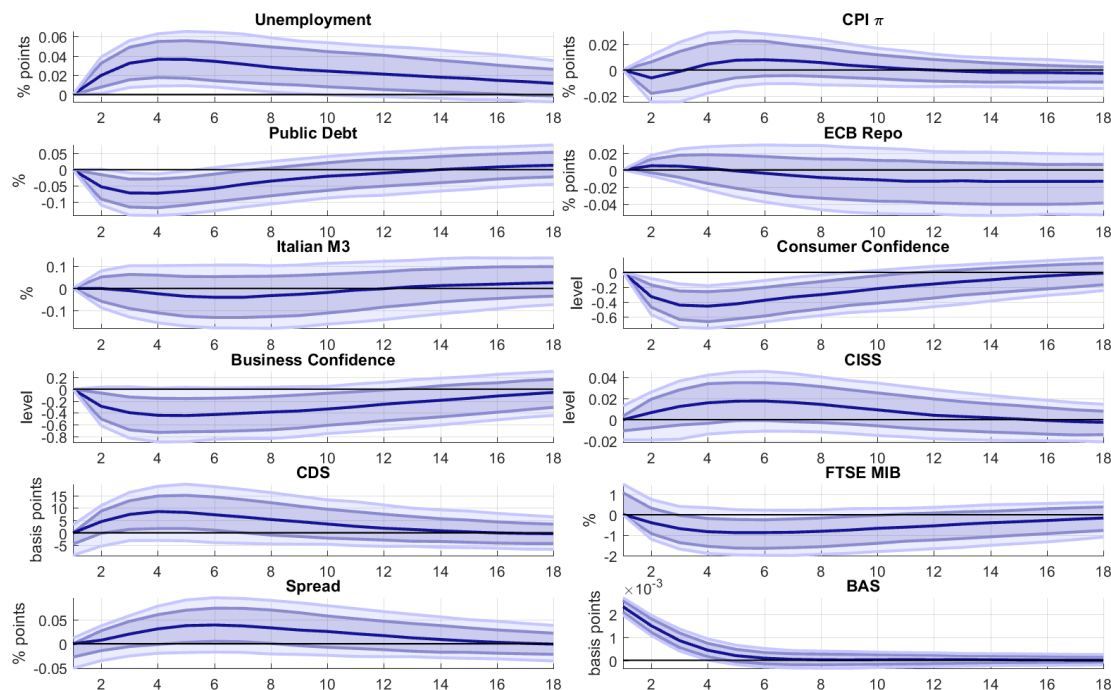 Unemployment
% points
0.06
0.04
0.02
0
2 4 6 8 10 12 14 16 18
CPI π
% points
0.02
0
-0.02
2 4 6 8 10 12 14 16 18
Public Debt
%
0.05
0
-0.05
-0.1
2 4 6 8 10 12 14 16 18
ECB Repo
% points
0.02
0
-0.02
-0.04
2 4 6 8 10 12 14 16 18
Italian M3
%
0.1
0
-0.1
2 4 6 8 10 12 14 16 18
Consumer Confidence
level
0
-0.2
-0.4
-0.6
2 4 6 8 10 12 14 16 18
Business Confidence
level
0.2
0
-0.2
-0.4
-0.6
-0.8
2 4 6 8 10 12 14 16 18
CISS
level
0.04
0.02
0
-0.02
2 4 6 8 10 12 14 16 18
CDS
basis points
15
10
5
0
-5
2 4 6 8 10 12 14 16 18
FTSE MIB
%
1
0
-1
-2
2 4 6 8 10 12 14 16 18
Spread
% points
0.05
0
-0.05
2 4 6 8 10 12 14 16 18
BAS
×10⁻³
basis points
2
1
0
2 4 6 8 10 12 14 16 18